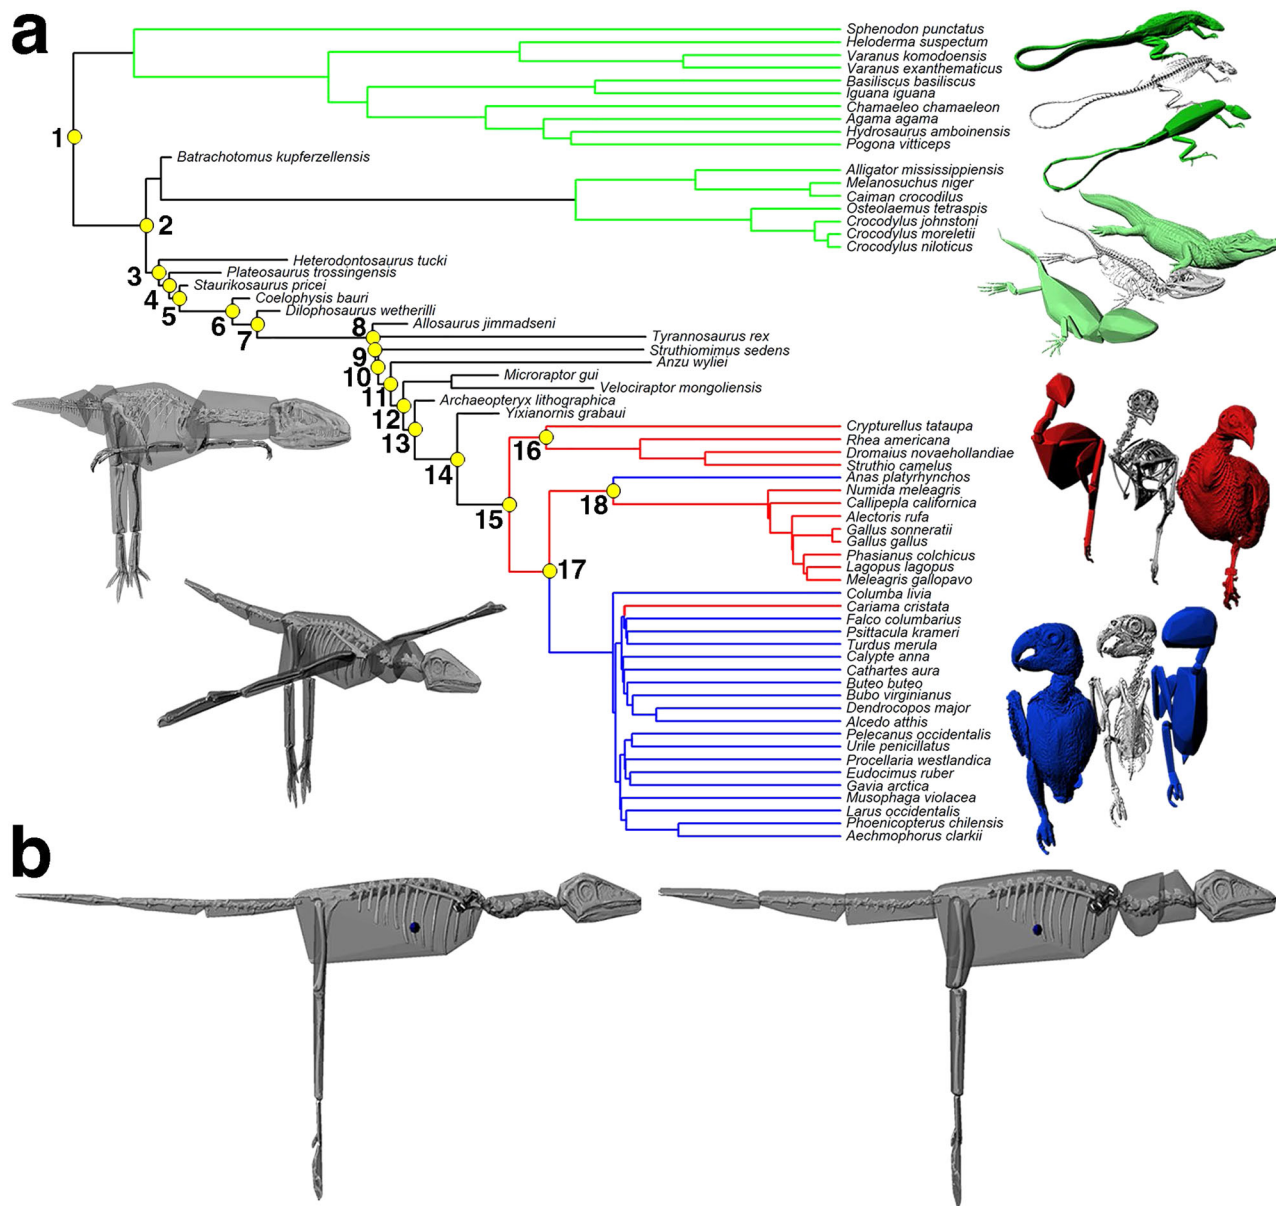 a
Sphenodon punctatus
Heloderma suspectum
Varanus komodoensis
Varanus exanthematicus
Basiliscus basiliscus
Iguana iguana
Chamaeleo chamaeleon
Agama agama
Hydrosaurus amboinensis
Pogona vitticeps
1
Batrachotomus kupferzellensis
Alligator mississippiensis
Melanosuchus niger
Caiman crocodilus
Osteolaemus tetraspis
Crocodylus johnstoni
Crocodylus moreletii
Crocodylus niloticus
2
Heterodontosaurus tucki
3
Plateosaurus trossingensis
4
Staurikosaurus pricei
5
Coelophysis bauri
6
Dilophosaurus wetherilli
7
8
Allosaurus jimmadseni
Tyrannosaurus rex
9
Struthiomimus sedens
10
Anzu wyliei
11
Microraptor gui
Velociraptor mongoliensis
12
Archaeopteryx lithographica
13
Yixianornis grabaui
14
Crypturellus tataupa
16
Rhea americana
Dromaius novaehollandiae
Struthio camelus
Anas platyrhynchos
15
18
Numida meleagris
Callipepla californica
Alectoris rufa
Gallus sonneratii
Gallus gallus
Phasianus colchicus
Lagopus lagopus
Meleagris gallopavo
17
Columba livia
Cariama cristata
Falco columbarius
Psittacula krameri
Turdus merula
Calypte anna
Cathartes aura
Buteo buteo
Bubo virginianus
Dendrocopos major
Alcedo atthis
Pelecanus occidentalis
Urile penicillatus
Procellaria westlandica
Eudocimus ruber
Gavia arctica
Musophaga violacea
Larus occidentalis
Phoenicopterus chilensis
Aechmophorus clarkii
b